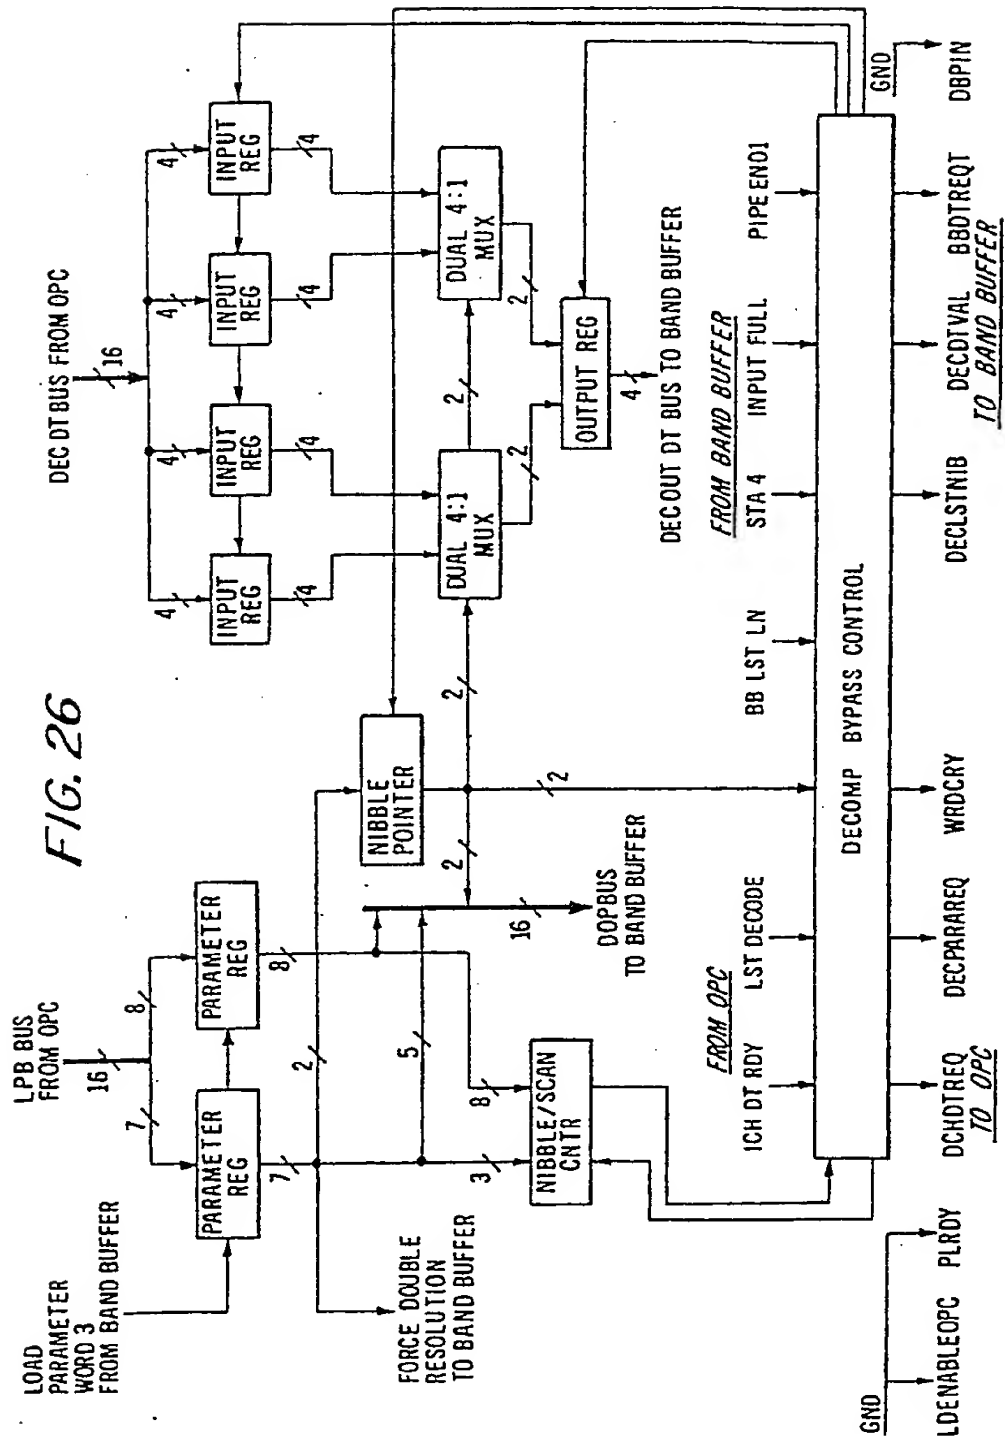 FIG. 26
LOAD
PARAMETER
WORD 3
FROM BAND BUFFER
LPB BUS
FROM OPC
16
7
8
PARAMETER
REG
PARAMETER
REG
7
8
2
5
3
8
FORCE DOUBLE
RESOLUTION
TO BAND BUFFER
NIBBLE/SCAN
CNTR
16
DOPBUS
TO BAND BUFFER
NIBBLE
POINTER
2
2
2
DEC DT BUS FROM OPC
16
4
4
4
4
INPUT
REG
INPUT
REG
INPUT
REG
INPUT
REG
4
4
4
4
DUAL 4:1
MUX
2
DUAL 4:1
MUX
2
2
OUTPUT REG
4
DEC OUT DT BUS TO BAND BUFFER
FROM OPC
FROM BAND BUFFER
1CH DT RDY
LST DECODE
BB LST LN
STA 4
INPUT FULL
PIPE EN01
DECOMP BYPASS CONTROL
GND
LDENABLEOPC
PLRDY
DCHDTREQ
DECPARAREQ
TO OPC
WRDCRY
DECLSTNIB
DECDTVAL
BBDTREQT
TO BAND BUFFER
GND
DBPIN